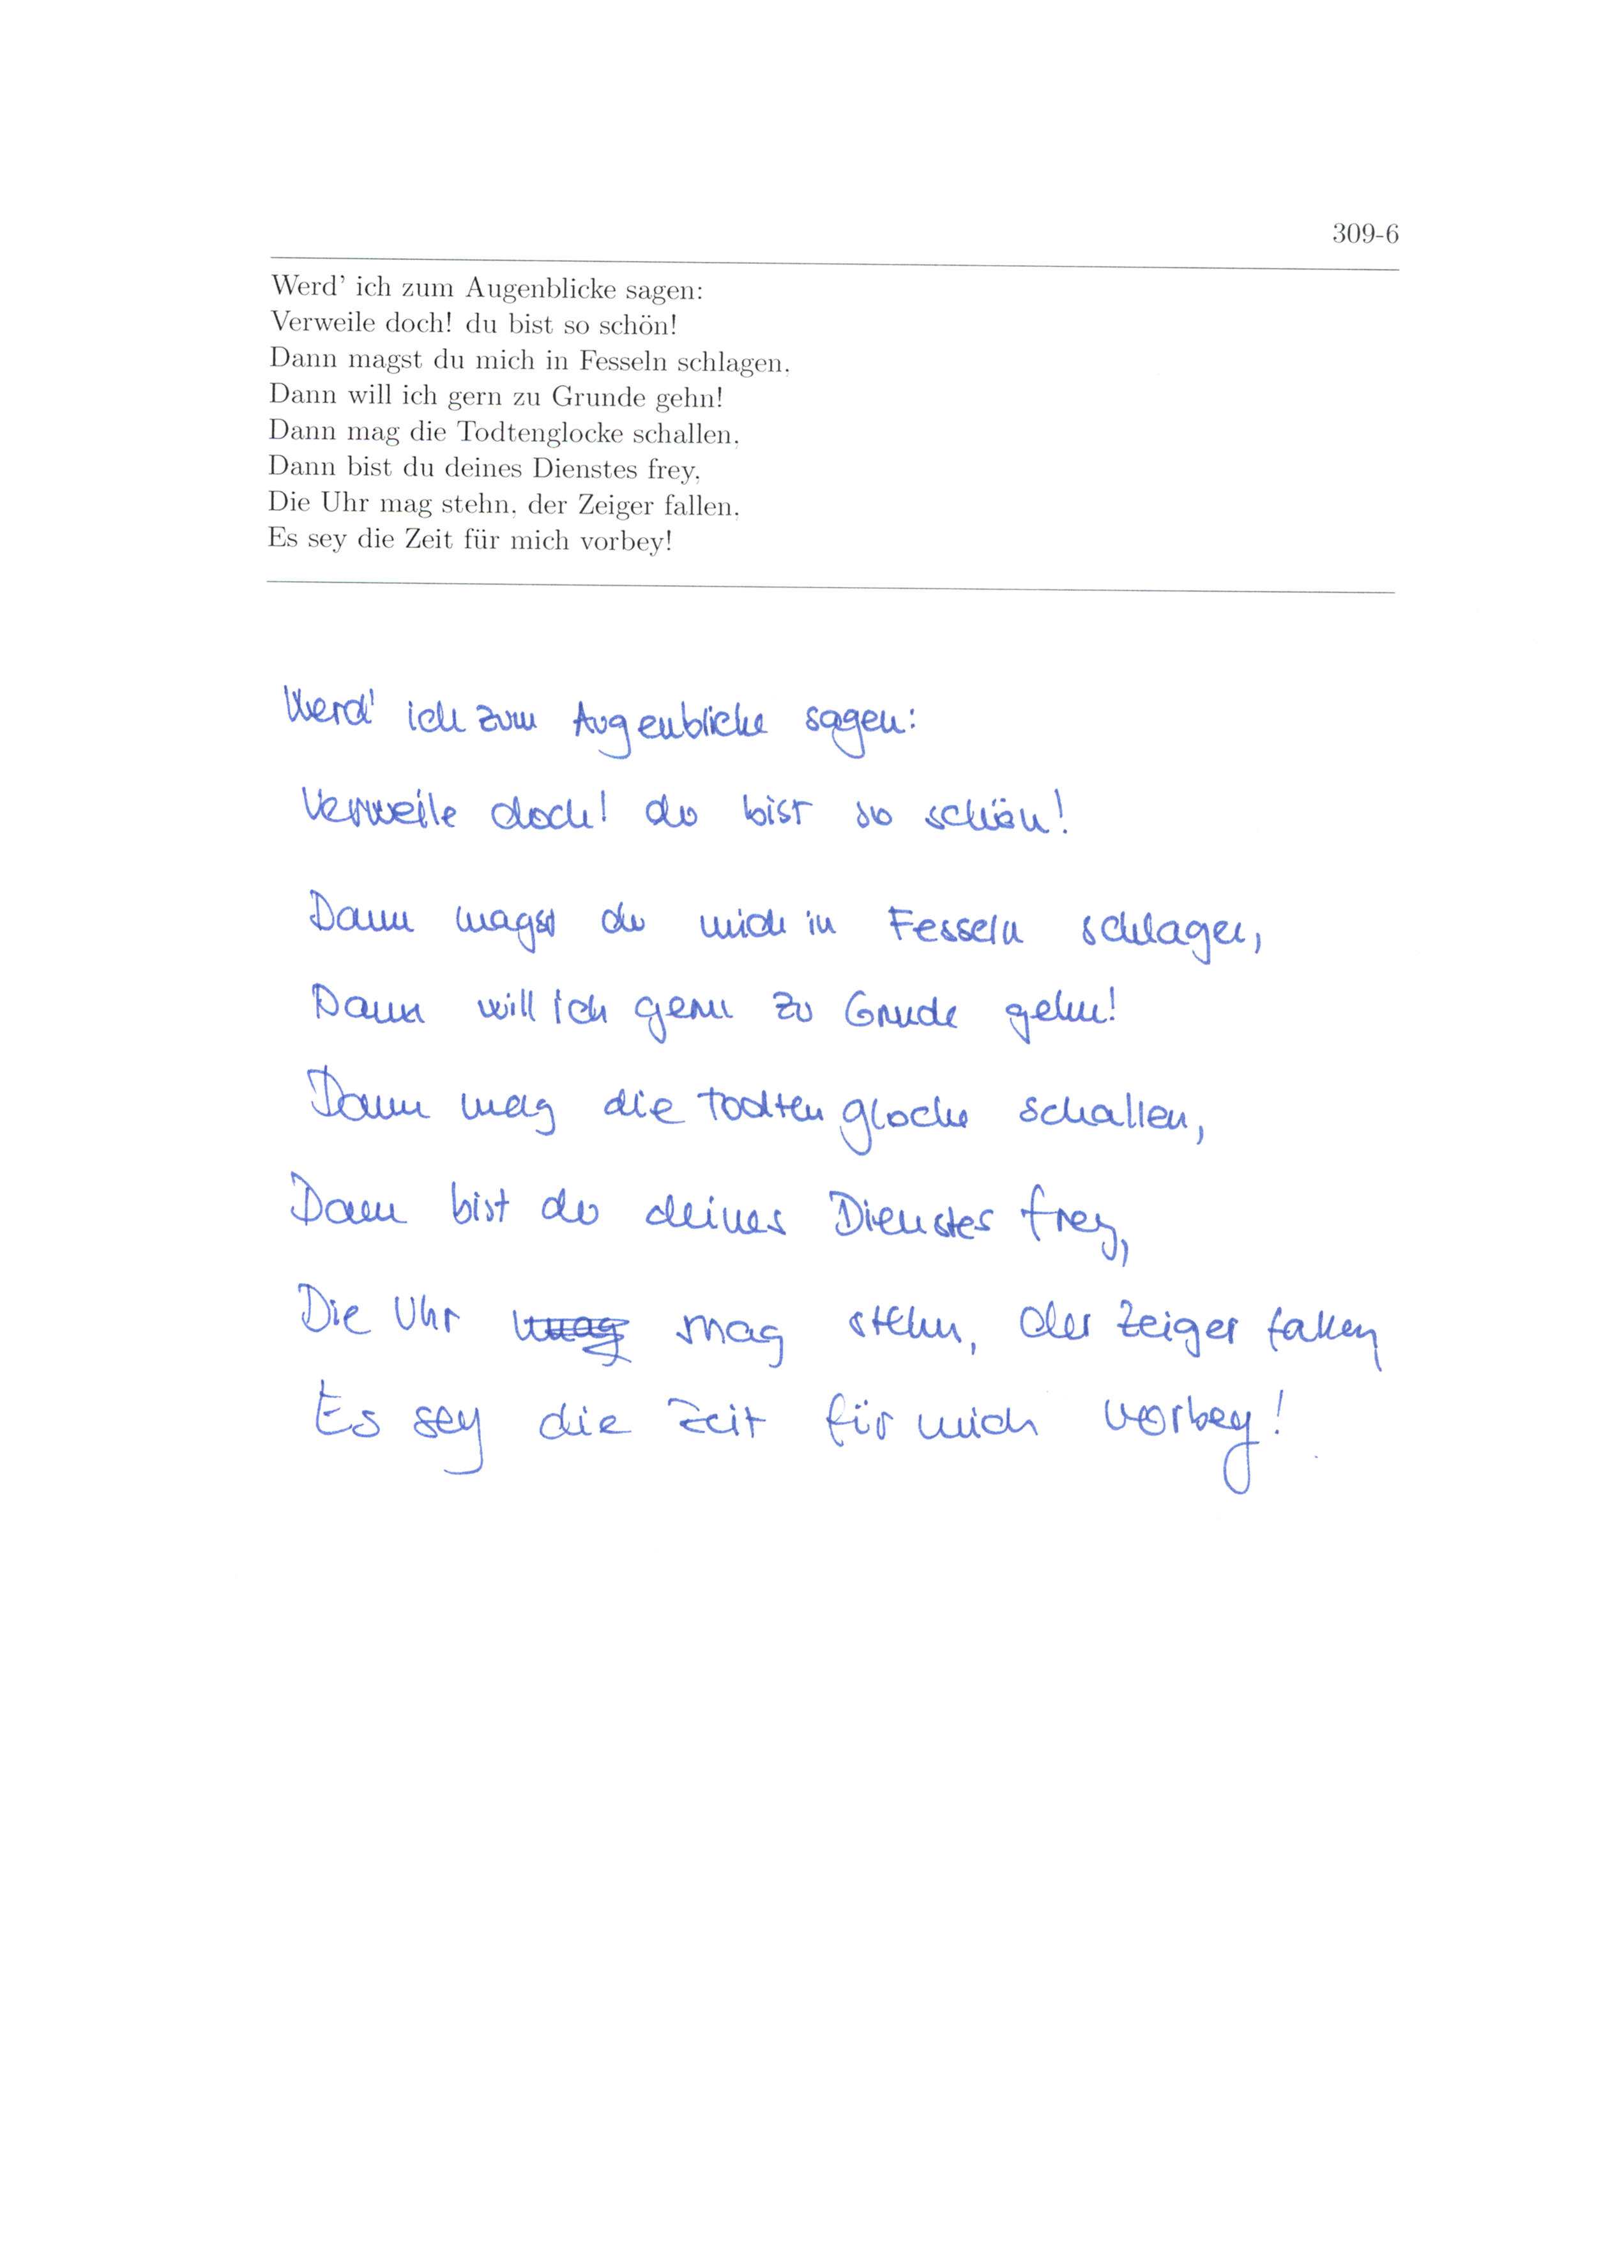 309-6
Werd' ich zum Augenblicke sagen:
Verweile doch! du bist so schön!
Dann magst du mich in Fesseln schlagen,
Dann will ich gern zu Grunde gehn!
Dann mag die Todtenglocke schallen,
Dann bist du deines Dienstes frey,
Die Uhr mag stehn, der Zeiger fallen,
Es sey die Zeit für mich vorbey!
Werd' ich zum Augenblicke sagen:
Verweile doch! du bist so schön!
Dann magst du mich in Fesseln schlagen,
Dann will ich gern zu Grude gehn!
Dann mag die Todtenglocke schallen,
Dann bist du deines Dienstes frey,
Die Uhr mag mag stehn, der Zeiger fallen,
Es sey die Zeit für mich vorbey!